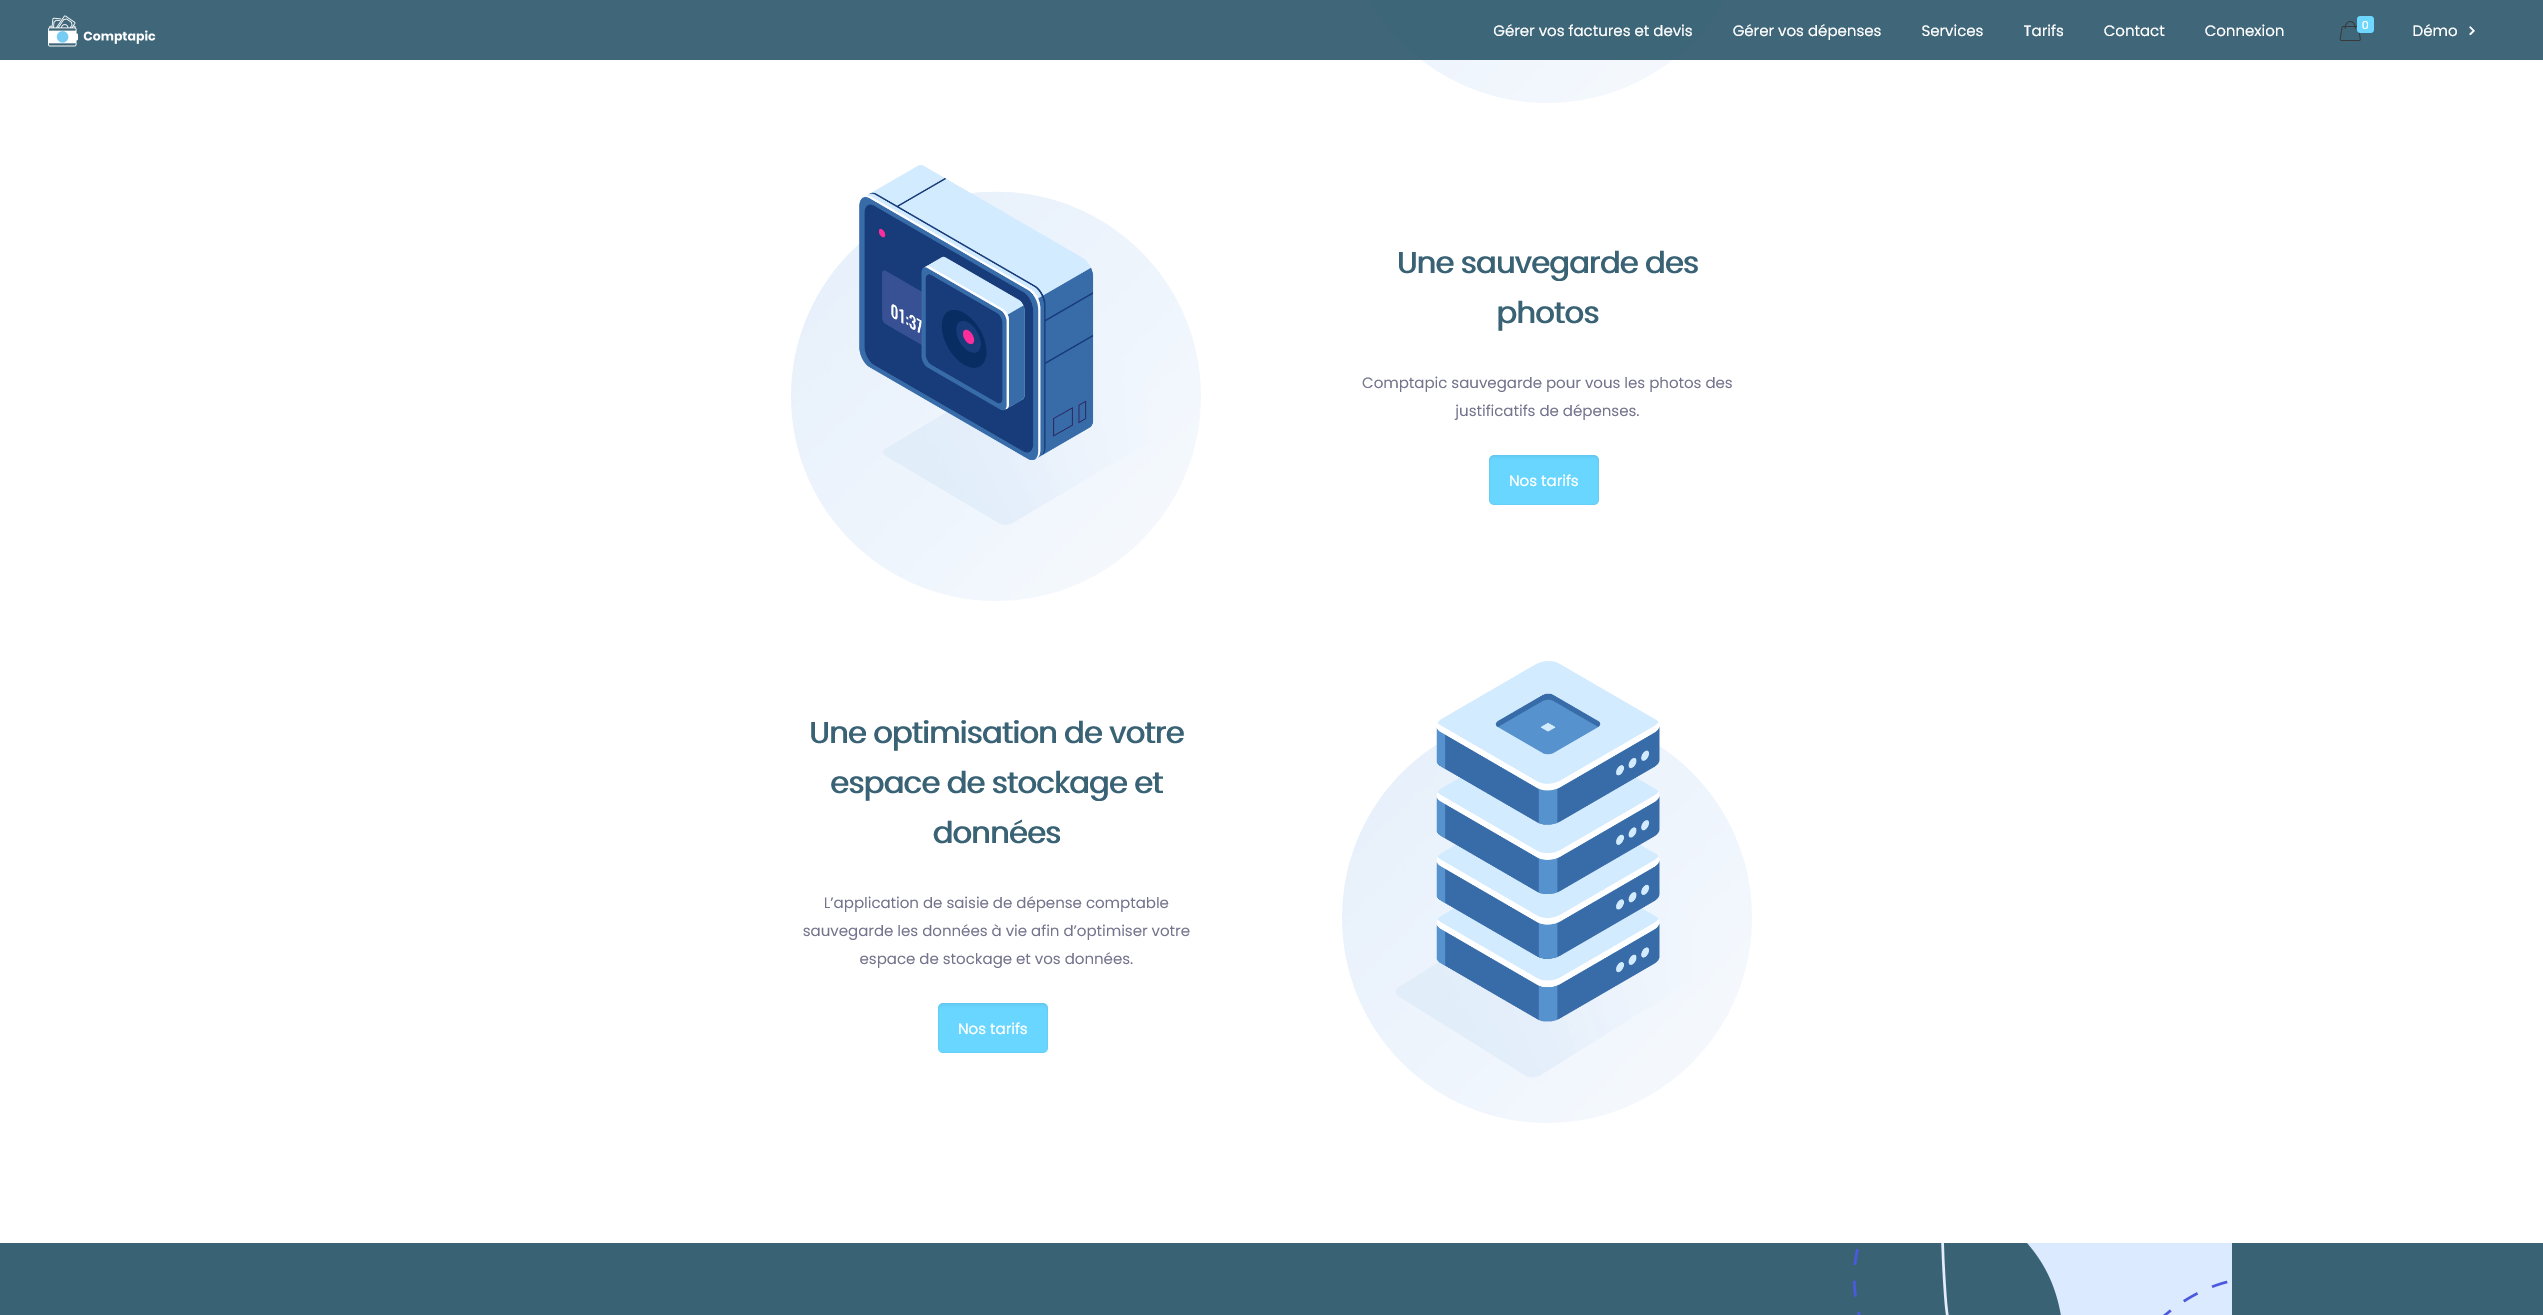 Comptapic
Gérer vos factures et devis
Gérer vos dépenses
Services
Tarifs
Contact
Connexion
0
Démo
01:37
Une sauvegarde des
photos
Comptapic sauvegarde pour vous les photos des
justificatifs de dépenses.
Nos tarifs
Une optimisation de votre
espace de stockage et
données
L’application de saisie de dépense comptable
sauvegarde les données à vie afin d’optimiser votre
espace de stockage et vos données.
Nos tarifs